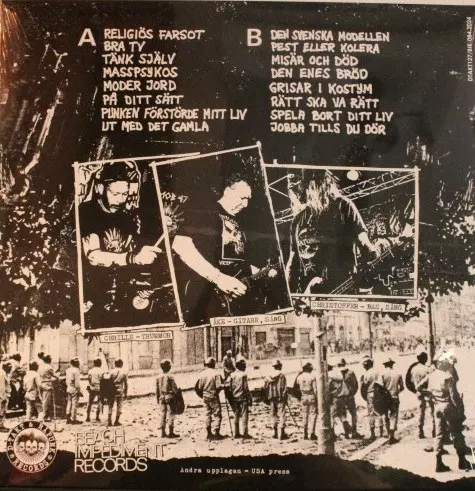 A
RELIGIÖS FARSOT
BRA TV
TÄNK SJÄLV
MASSPSYKOS
MODER JORD
PÅ DITT SÄTT
PUNKEN FÖRSTÖRDE MITT LIV
UT MED DET GAMLA
B
DEN SVENSKA MODELLEN
PEST ELLER KOLERA
MISÄR OCH DÖD
DEN ENES BRÖD
GRISAR I KOSTYM
RÄTT SKA VA RÄTT
SPELA BORT DITT LIV
JOBBA TILLS DU DÖR
CHRILLE - TRUMMOR
ÅKE - GITARR, SÅNG
CHRISTOFFER - BAS, SÅNG
RECORDS
BEACH
IMPEDIMENT
RECORDS
Andra upplagan - USA press